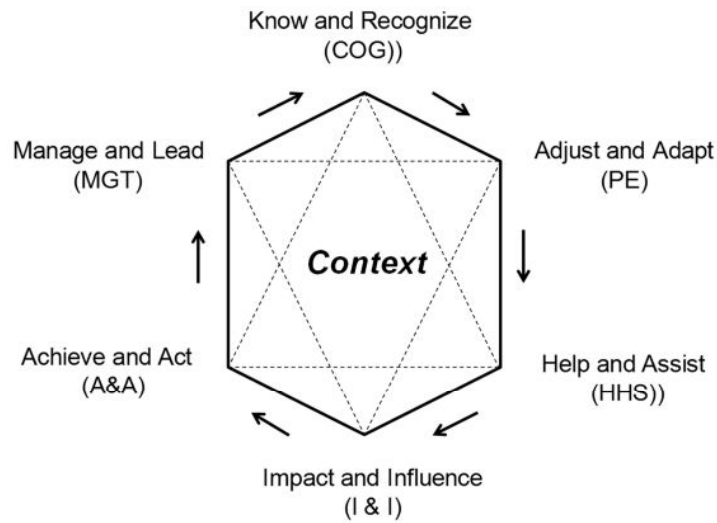 Know and Recognize
(COG))
Manage and Lead
(MGT)
Adjust and Adapt
(PE)
Context
Achieve and Act
(A&A)
Help and Assist
(HHS))
Impact and Influence
(I & I)